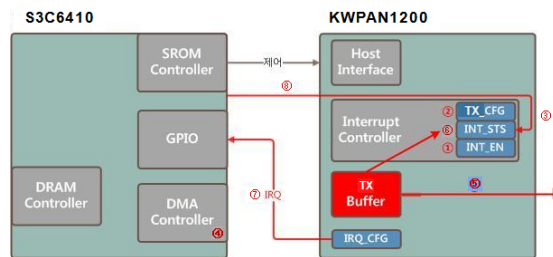 S3C6410
KWPAN1200
SROM
Controller
제어
Host
Interface
⑧
③
GPIO
Interrupt
Controller
② TX_CFG
⑥ INT_STS
① INT_EN
DRAM
Controller
DMA
Controller
④
⑦ IRQ
TX
Buffer
⑤
IRQ_CFG